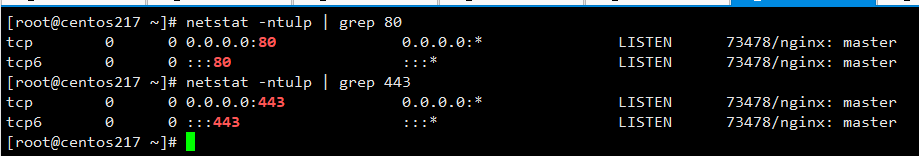 [root@centos217 ~]# netstat -ntulp | grep 80
tcp        0      0 0.0.0.0:80              0.0.0.0:*               LISTEN      73478/nginx: master
tcp6       0      0 :::80                   :::*                    LISTEN      73478/nginx: master
[root@centos217 ~]# netstat -ntulp | grep 443
tcp        0      0 0.0.0.0:443             0.0.0.0:*               LISTEN      73478/nginx: master
tcp6       0      0 :::443                  :::*                    LISTEN      73478/nginx: master
[root@centos217 ~]#